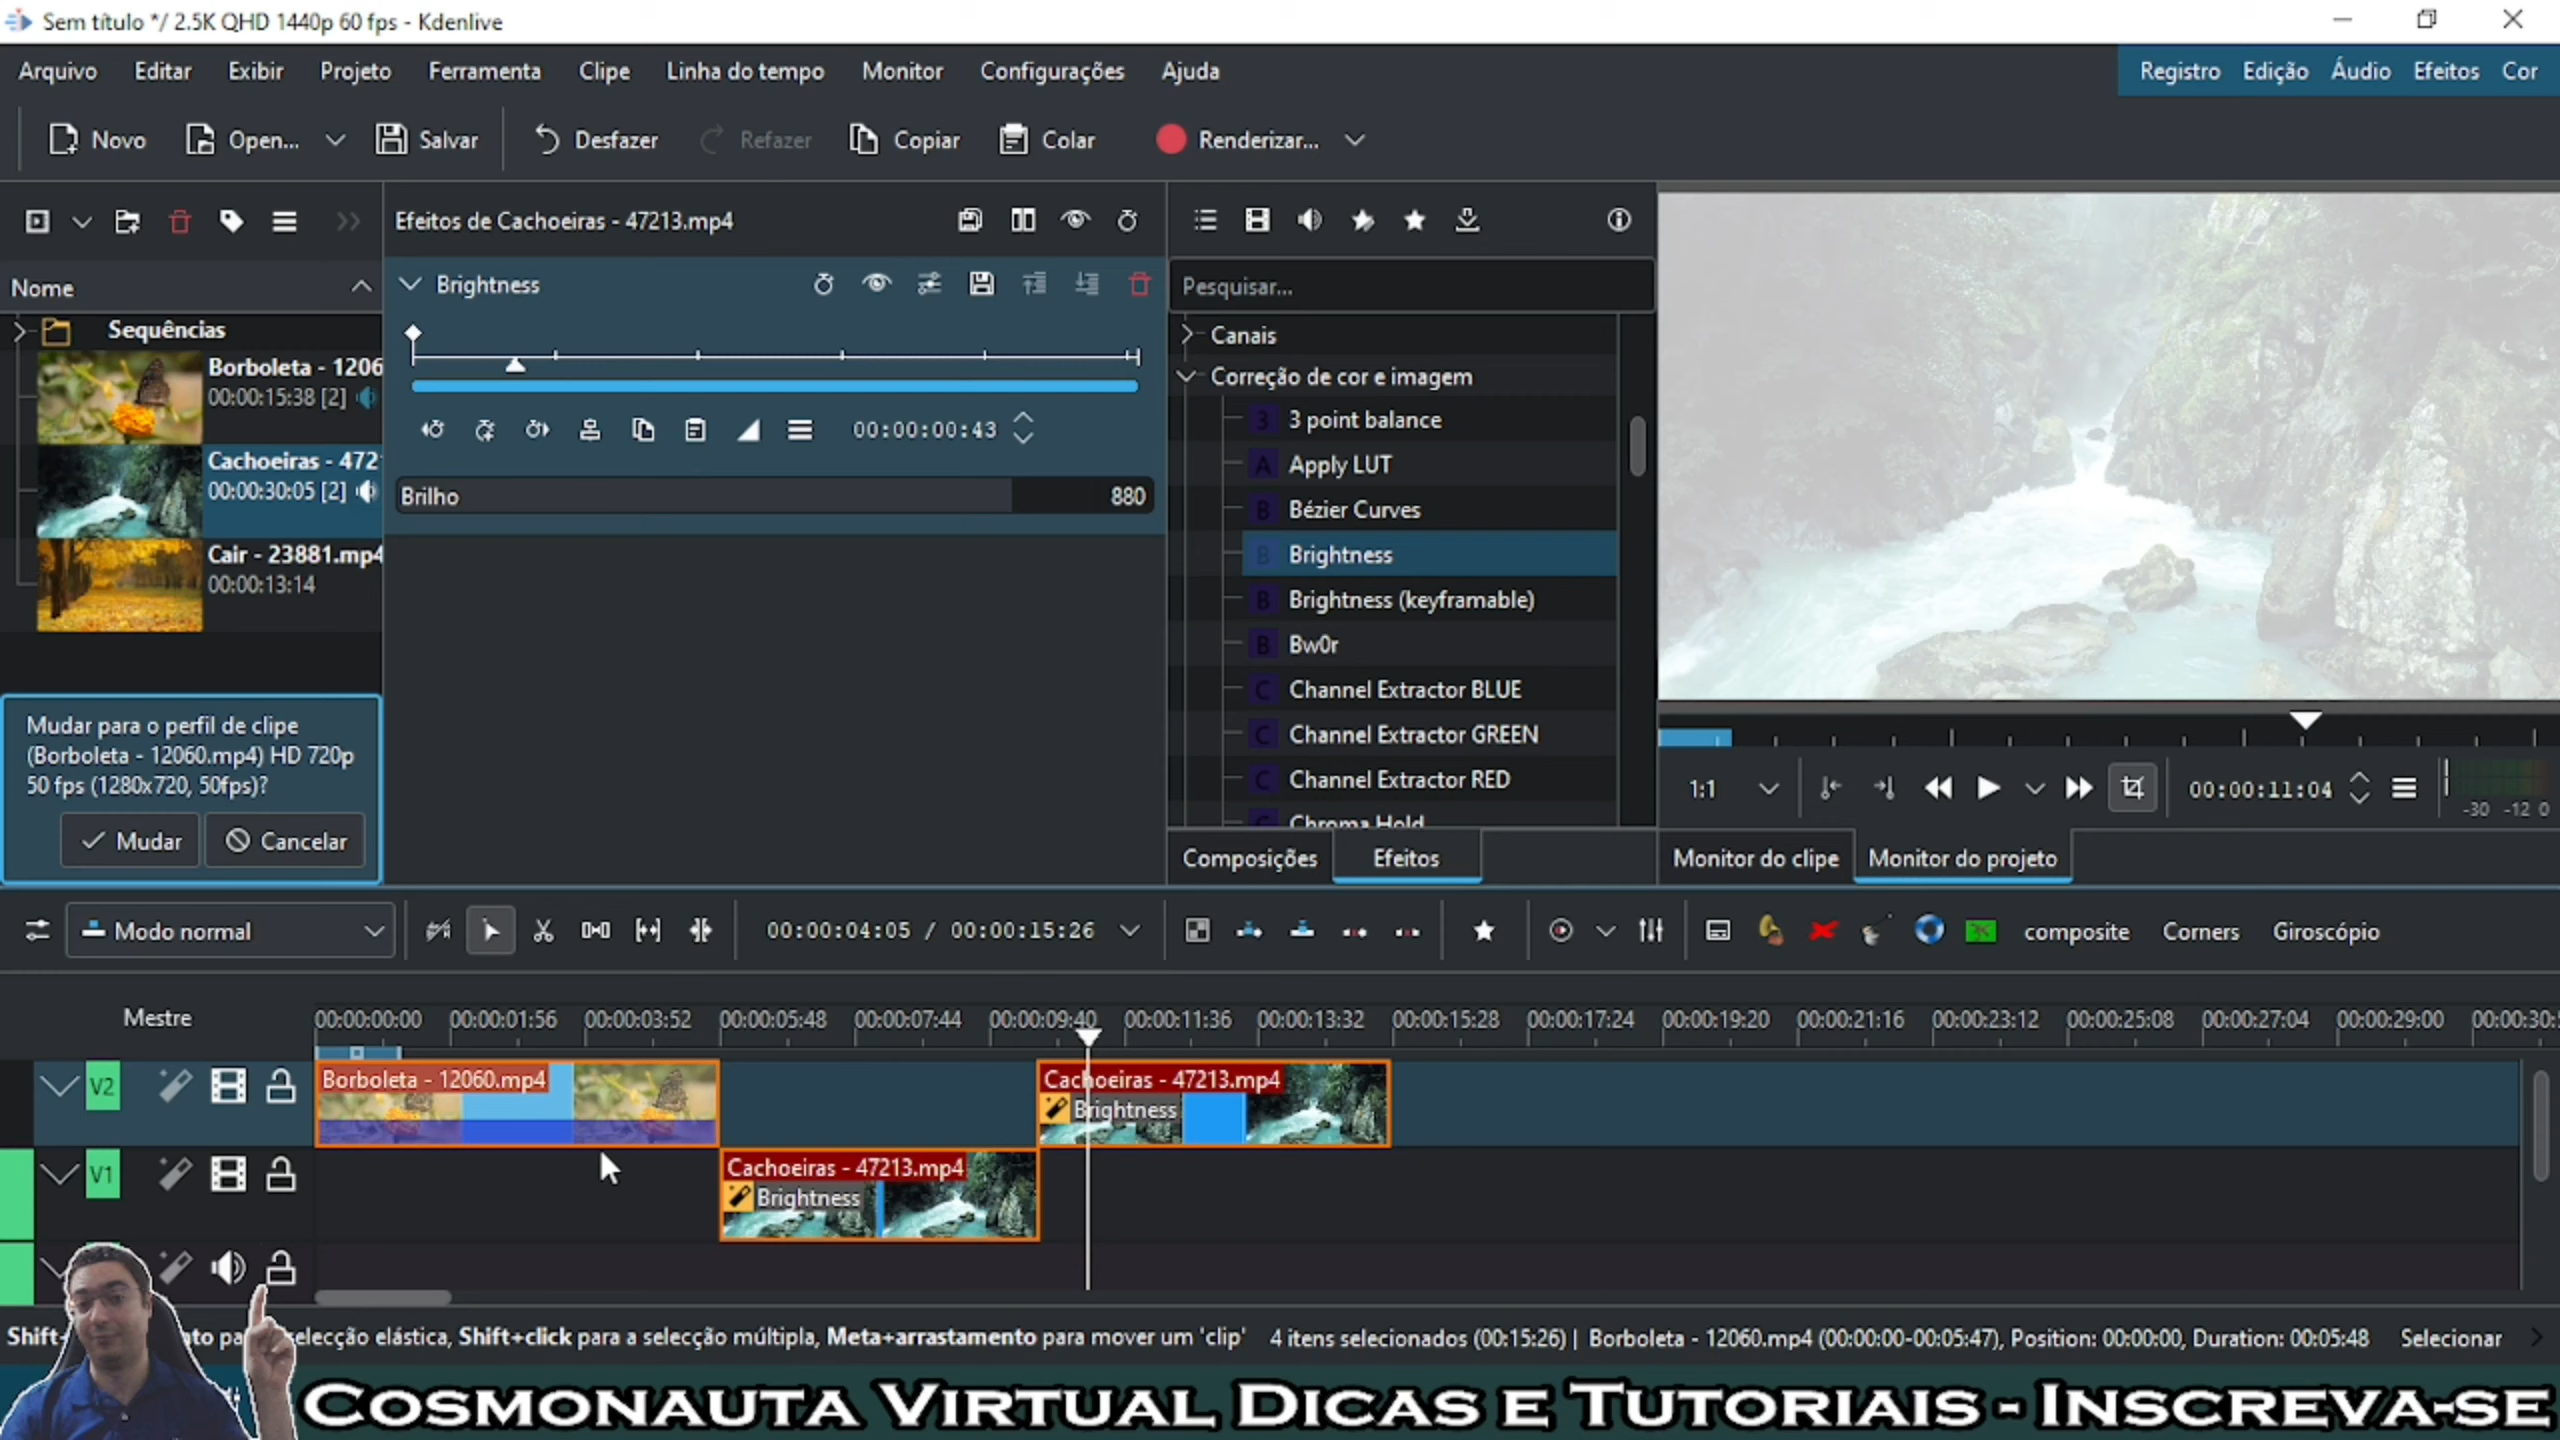 Sem título */ 2.5K QHD 1440p 60 fps - Kdenlive
Arquivo Editar Exibir Projeto Ferramenta Clipe Linha do tempo Monitor Configurações Ajuda
Registro Edição Áudio Efeitos Cor
Novo Open... Salvar Desfazer Refazer Copiar Colar Renderizar...
Efeitos de Cachoeiras - 47213.mp4
Nome
Sequências
Borboleta - 1206
00:00:15:38 [2]
Cachoeiras - 472
00:00:30:05 [2]
Cair - 23881.mp4
00:00:13:14
Mudar para o perfil de clipe
(Borboleta - 12060.mp4) HD 720p
50 fps (1280x720, 50fps)?
Mudar Cancelar
Brightness
00:00:00:43
Brilho 880
Pesquisar...
Canais
Correção de cor e imagem
3 3 point balance
A Apply LUT
B Bézier Curves
B Brightness
B Brightness (keyframable)
B Bw0r
C Channel Extractor BLUE
C Channel Extractor GREEN
C Channel Extractor RED
C Chroma Hold
Composições Efeitos
1:1 00:00:11:04
-30 -12 0
Monitor do clipe Monitor do projeto
Modo normal 00:00:04:05 / 00:00:15:26 composite Corners Giroscópio
Mestre 00:00:00:00 00:00:01:56 00:00:03:52 00:00:05:48 00:00:07:44 00:00:09:40 00:00:11:36 00:00:13:32 00:00:15:28 00:00:17:24 00:00:19:20 00:00:21:16 00:00:23:12 00:00:25:08 00:00:27:04 00:00:29:00 00:00:30:
V2 Borboleta - 12060.mp4 Cachoeiras - 47213.mp4
Brightness
V1 Cachoeiras - 47213.mp4
Brightness
Shift+ to pa elecção elástica, Shift+click para a selecção múltipla, Meta+arrastamento para mover um 'clip' 4 itens selecionados (00:15:26) | Borboleta - 12060.mp4 (00:00:00-00:05:47), Position: 00:00:00, Duration: 00:05:48 Selecionar
Cosmonauta Virtual Dicas e Tutoriais - Inscreva-se